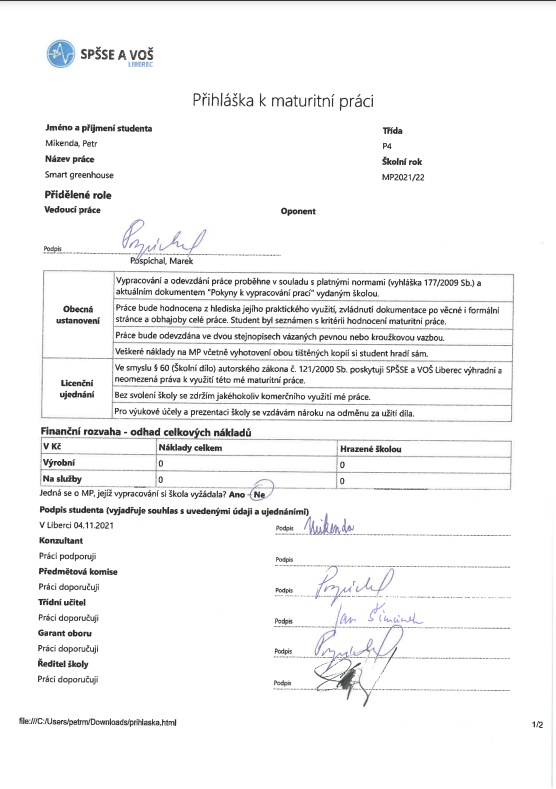 SPŠSE A VOŠ
LIBEREC
Přihláška k maturitní práci
Jméno a příjmení studenta
Třída
Mikenda, Petr
P4
Název práce
Školní rok
Smart greenhouse
MP2021/22
Přidělené role
Vedoucí práce
Oponent
Podpis Pospíchal
Pospíchal, Marek
Obecná ustanovení
Vypracování a odevzdání práce proběhne v souladu s platnými normami (vyhláška 177/2009 Sb.) a
aktuálním dokumentem "Pokyny k vypracování prací" vydaným školou.
Práce bude hodnocena z hlediska jejího praktického využití, zvládnutí dokumentace po věcné i formální
stránce a obhajoby celé práce. Student byl seznámen s kritérii hodnocení maturitní práce.
Práce bude odevzdána ve dvou stejnopisech vázaných pevnou nebo kroužkovou vazbou.
Veškeré náklady na MP včetně vyhotovení obou tištěných kopií si student hradí sám.
Licenční ujednání
Ve smyslu § 60 (Školní dílo) autorského zákona č. 121/2000 Sb. poskytuji SPŠSE a VOŠ Liberec výhradní a
neomezená práva k využití této mé maturitní práce.
Bez svolení školy se zdržím jakéhokoliv komerčního využití mé práce.
Pro výukové účely a prezentaci školy se vzdávám nároku na odměnu za užití díla.
Finanční rozvaha - odhad celkových nákladů
V Kč Náklady celkem Hrazené školou
Výrobní 0 0
Na služby 0 0
Jedná se o MP, jejíž vypracování si škola vyžádala? Ano - Ne
Podpis studenta (vyjadřuje souhlas s uvedenými údaji a ujednáními)
V Liberci 04.11.2021
Podpis Mikenda
Konzultant
Práci podporuji
Podpis
Předmětová komise
Práci doporučuji
Podpis Pospíchal
Třídní učitel
Práci doporučuji
Podpis Jan
Garant oboru
Práci doporučuji
Podpis Pospíchal
Ředitel školy
Práci doporučuji
Podpis
file:///C:/Users/petrm/Downloads/prihlaska.html
1/2